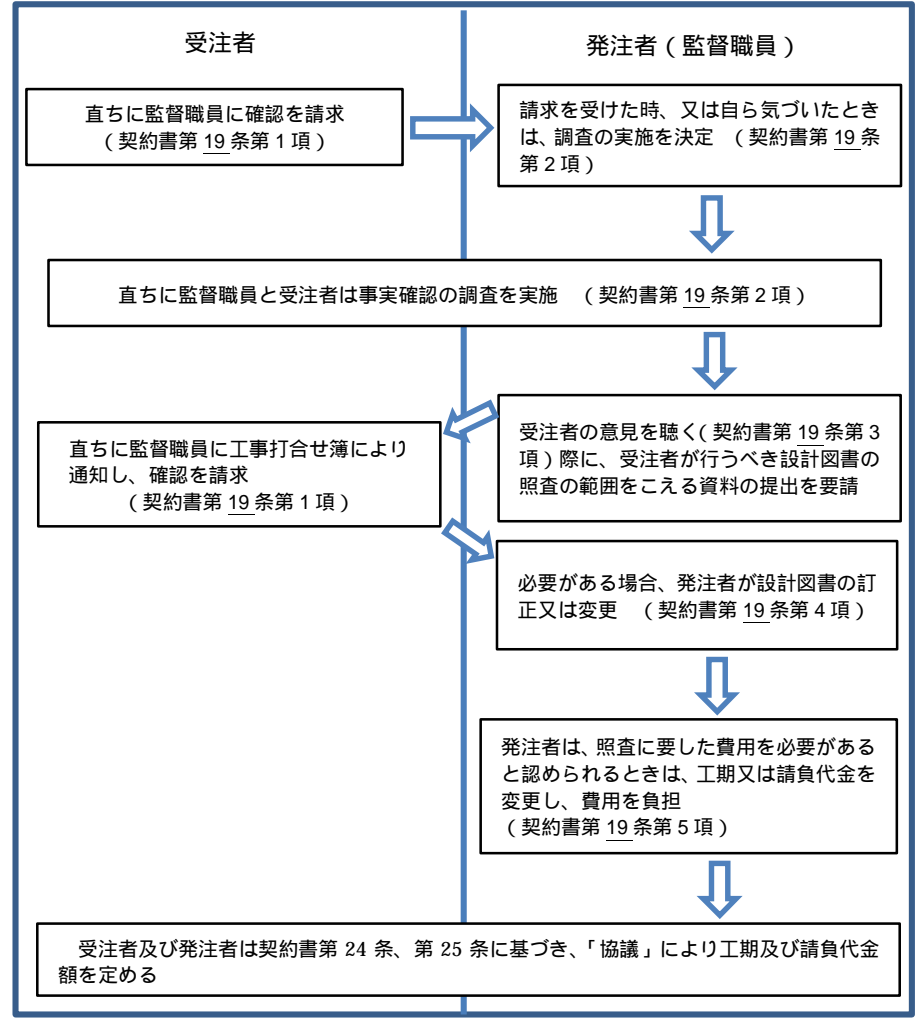 受注者
発注者（監督職員）
直ちに監督職員に確認を請求
（契約書第 19 条第１項）
請求を受けた時、又は自ら気づいたとき
は、調査の実施を決定　（契約書第 19 条
第２項）
直ちに監督職員と受注者は事実確認の調査を実施　（契約書第 19 条第２項）
受注者の意見を聴く（契約書第 19 条第３
項）際に、受注者が行うべき設計図書の
照査の範囲をこえる資料の提出を要請
直ちに監督職員に工事打合せ簿により
通知し、確認を請求
（契約書第 19 条第１項）
必要がある場合、発注者が設計図書の訂
正又は変更　（契約書第 19 条第４項）
発注者は、照査に要した費用を必要がある
と認められるときは、工期又は請負代金を
変更し、費用を負担
（契約書第 19 条第５項）
受注者及び発注者は契約書第 24 条、第 25 条に基づき、「協議」により工期及び請負代金
額を定める